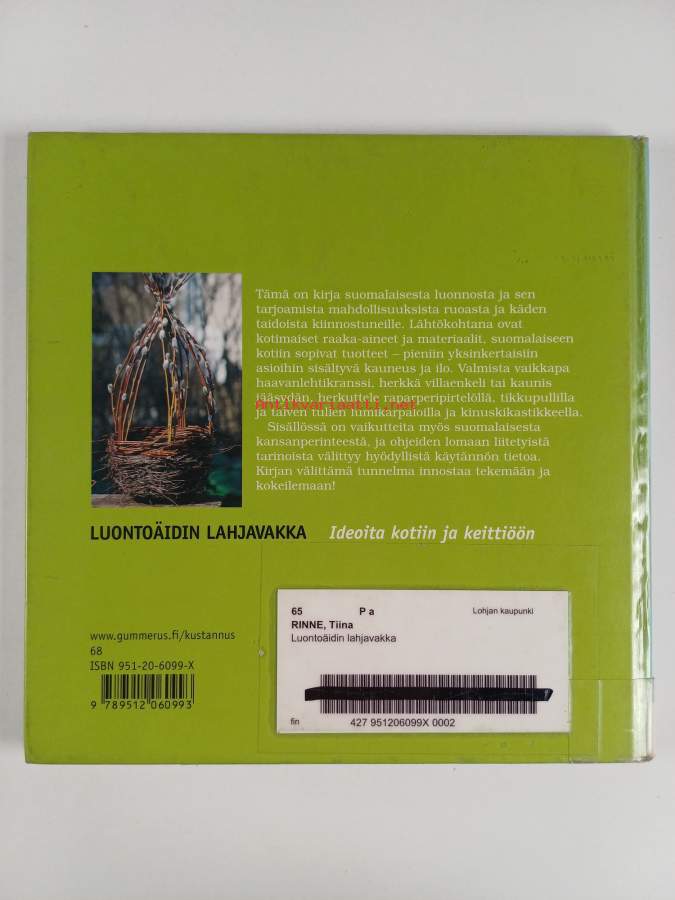 Tämä on kirja suomalaisesta luonnosta ja sen
tarjoamista mahdollisuuksista ruoasta ja käden
taidoista kiinnostuneille. Lähtökohtana ovat
kotimaiset raaka-aineet ja materiaalit, suomalaiseen
kotiin sopivat tuotteet – pieniin yksinkertaisiin
asioihin sisältyvä kauneus ja ilo. Valmista vaikkapa
haavanlehtikranssi, herkkä villaenkeli tai kaunis
jääsydän, herkuttele raparperipirtelöllä, tikkupullilla
ja talven tullen tuntikarpaloilla ja kinuskikastikkeella.
Antikvariaatti.net
Sisällössä on vaikutteita myös suomalaisesta
kansanperinteestä, ja ohjeiden lomaan liitetyistä
tarinoista välittyy hyödyllistä käytännön tietoa.
Kirjan välittämä tunnelma innostaa tekemään ja
kokeilemaan!
LUONTOÄIDIN LAHJAVAKKA Ideoita kotiin ja keittiöön
65 P a Lohjan kaupunki
RINNE, Tiina
Luontoäidin lahjavakka
fin 427 951206099X 0002
www.gummerus.fi/kustannus
68
ISBN 951-20-6099-X
9 789512 060993